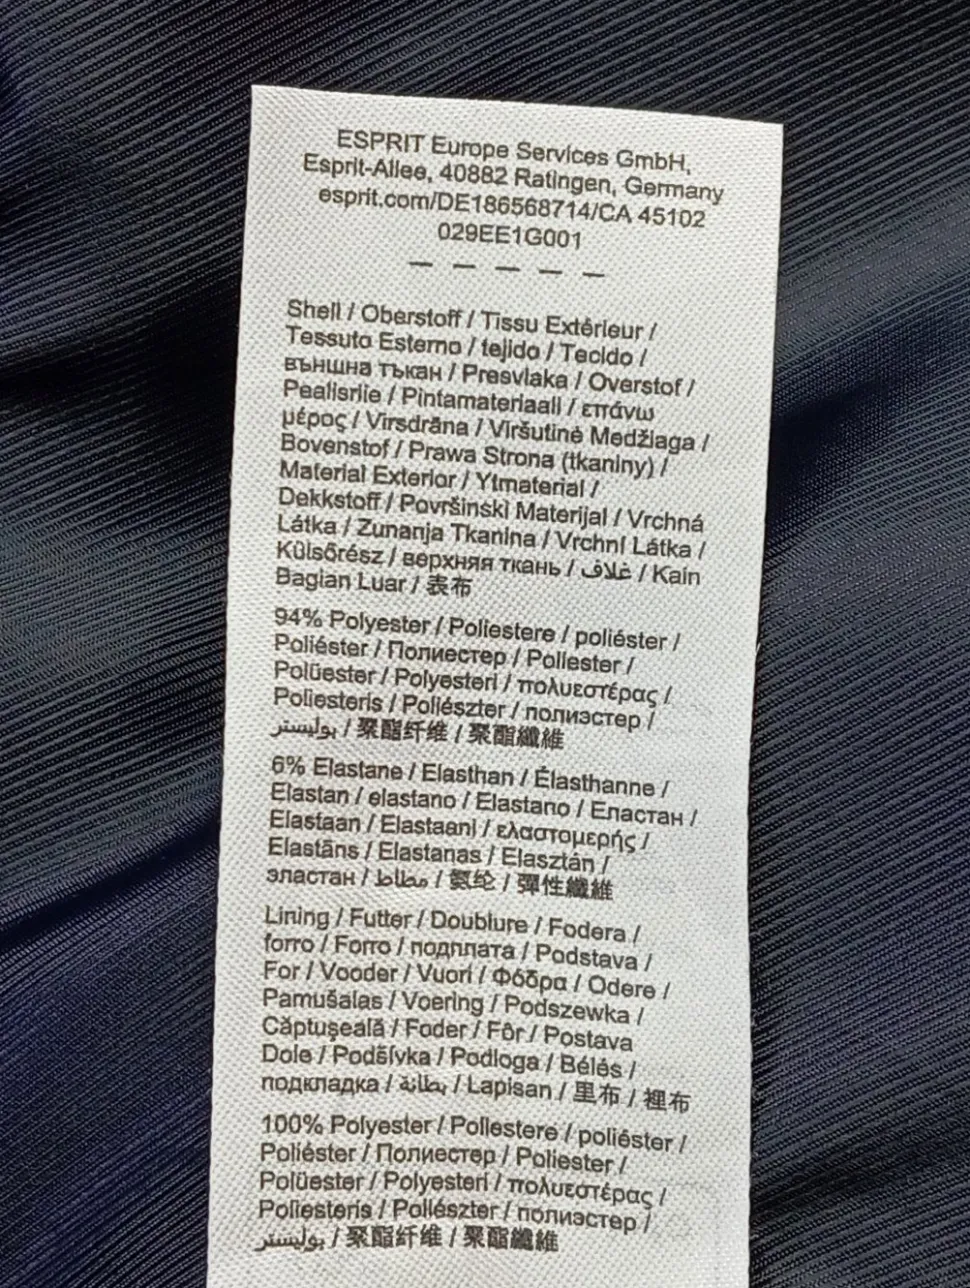 ESPRIT Europe Services GmbH,
Esprit-Allee, 40882 Ratingen, Germany
esprit.com/DE186568714/CA 45102
029EE1G001
– – – – –
Shell / Oberstoff / Tissu Extérieur /
Tessuto Esterno / tejido / Tecido /
външна тъкан / Presvlaka / Overstof /
Pealisriie / Pintamateriaali / επάνω
μέρος / Virsdrāna / Viršutinė Medžiaga /
Bovenstof / Prawa Strona (tkaniny) /
Material Exterior / Ytmaterial /
Dekkstoff / Površinski Materijal / Vrchná
Látka / Zunanja Tkanina / Vrchní Látka /
Külsőrész / верхняя ткань / غلاف / Kain
Bagian Luar / 表布
94% Polyester / Poliestere / poliéster /
Poliéster / Полиестер / Poliester /
Polüester / Polyesteri / πολυεστέρας /
Poliesteris / Poliészter / полиэстер /
بوليستر / 聚酯纤维 / 聚酯纖維
6% Elastane / Elasthan / Élasthanne /
Elastan / elastano / Elastano / Еластан /
Elastaan / Elastaani / ελαστομερής /
Elastāns / Elastanas / Elasztán /
эластан / مطاط / 氨纶 / 彈性纖維
Lining / Futter / Doublure / Fodera /
forro / Forro / подплата / Podstava /
For / Vooder / Vuori / Φόδρα / Odere /
Pamušalas / Voering / Podszewka /
Căptuşeală / Foder / Fôr / Postava
Dole / Podšívka / Podloga / Bélés /
подкладка / بطانة / Lapisan / 里布 / 裡布
100% Polyester / Poliestere / poliéster /
Poliéster / Полиестер / Poliester /
Polüester / Polyesteri / πολυεστέρας /
Poliesteris / Poliészter / полиэстер /
بوليستر / 聚酯纤维 / 聚酯纖維